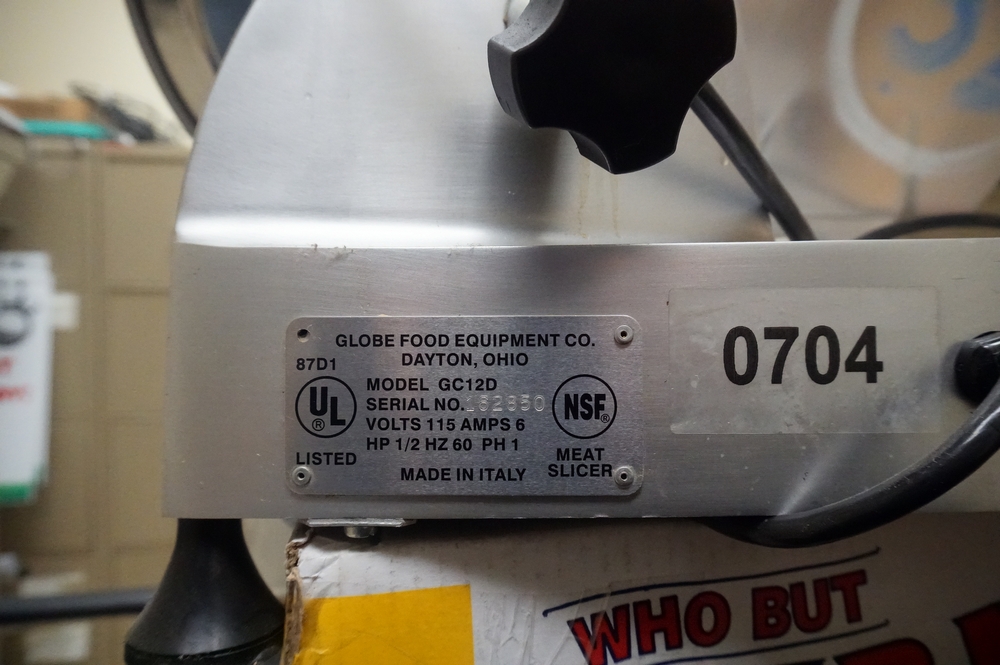 GLOBE FOOD EQUIPMENT CO.
DAYTON, OHIO
87D1
MODEL GC12D
SERIAL NO.
VOLTS 115 AMPS 6
HP 1/2 HZ 60 PH 1
UL
®
LISTED
NSF®
MEAT
SLICER
MADE IN ITALY
0704
WHO BUT